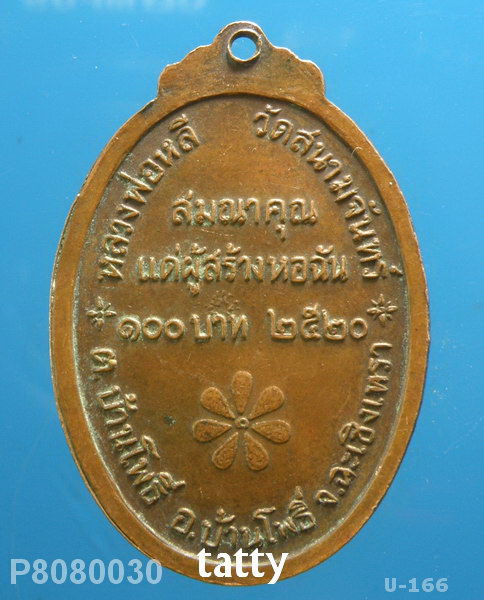 หลวงพ่อหลี วัดสนามจันทร์
สมณาคุณ
แด่ผู้สร้างหอฉัน
๑๐๐ บาท ๒๕๒๐
ต.บ้านโพธิ์ อ.บ้านโพธิ์ จ.ฉะเชิงเทรา
P8080030
tatty
U-166